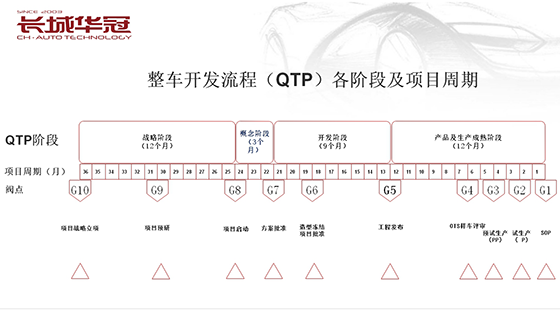 SINCE 2003
长城华冠
CH-AUTO TECHNOLOGY
整车开发流程（QTP）各阶段及项目周期
QTP阶段
战略阶段
（12个月）
概念阶段
（3个
月）
开发阶段
（9个月）
产品及生产成熟阶段
（12个月）
项目周期（月）
36 35 34 33 32 31 30 29 28 27 26 25 24 23 22 21 20 19 18 17 16 15 14 13 12 11 10 9 8 7 6 5 4 3 2 1
阀点
G10 G9 G8 G7 G6 G5 G4 G3 G2 G1
项目战略立项
项目预研
项目启动
方案批准
造型冻结
项目批准
工程发布
OTS样车评审
预试生产
（PP）
试生产
（ P）
SOP